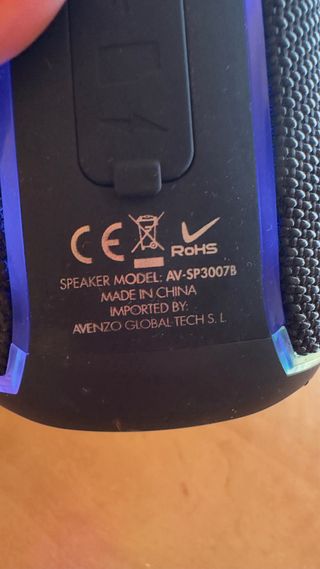 CE RoHS
SPEAKER MODEL: AV-SP3007B
MADE IN CHINA
IMPORTED BY:
AVENZO GLOBAL TECH S. L